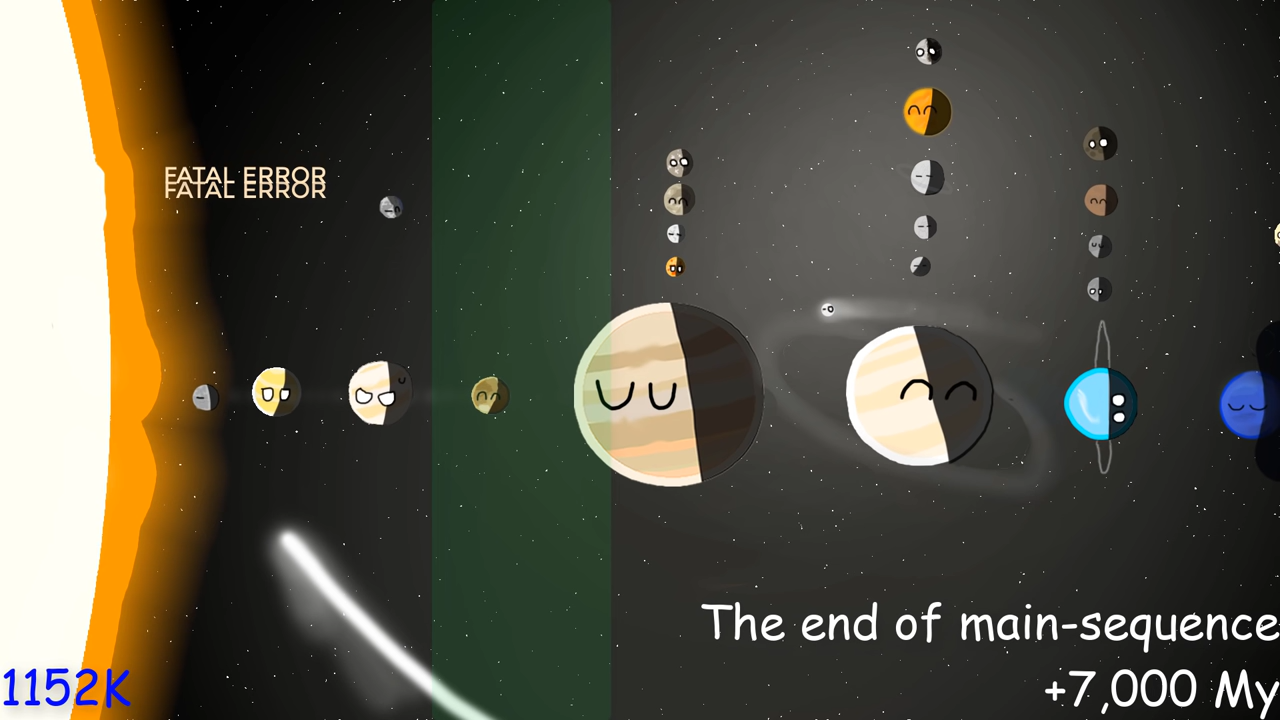 FATAL ERROR
FATAL ERROR
The end of main-sequence
+7,000 My
1152K